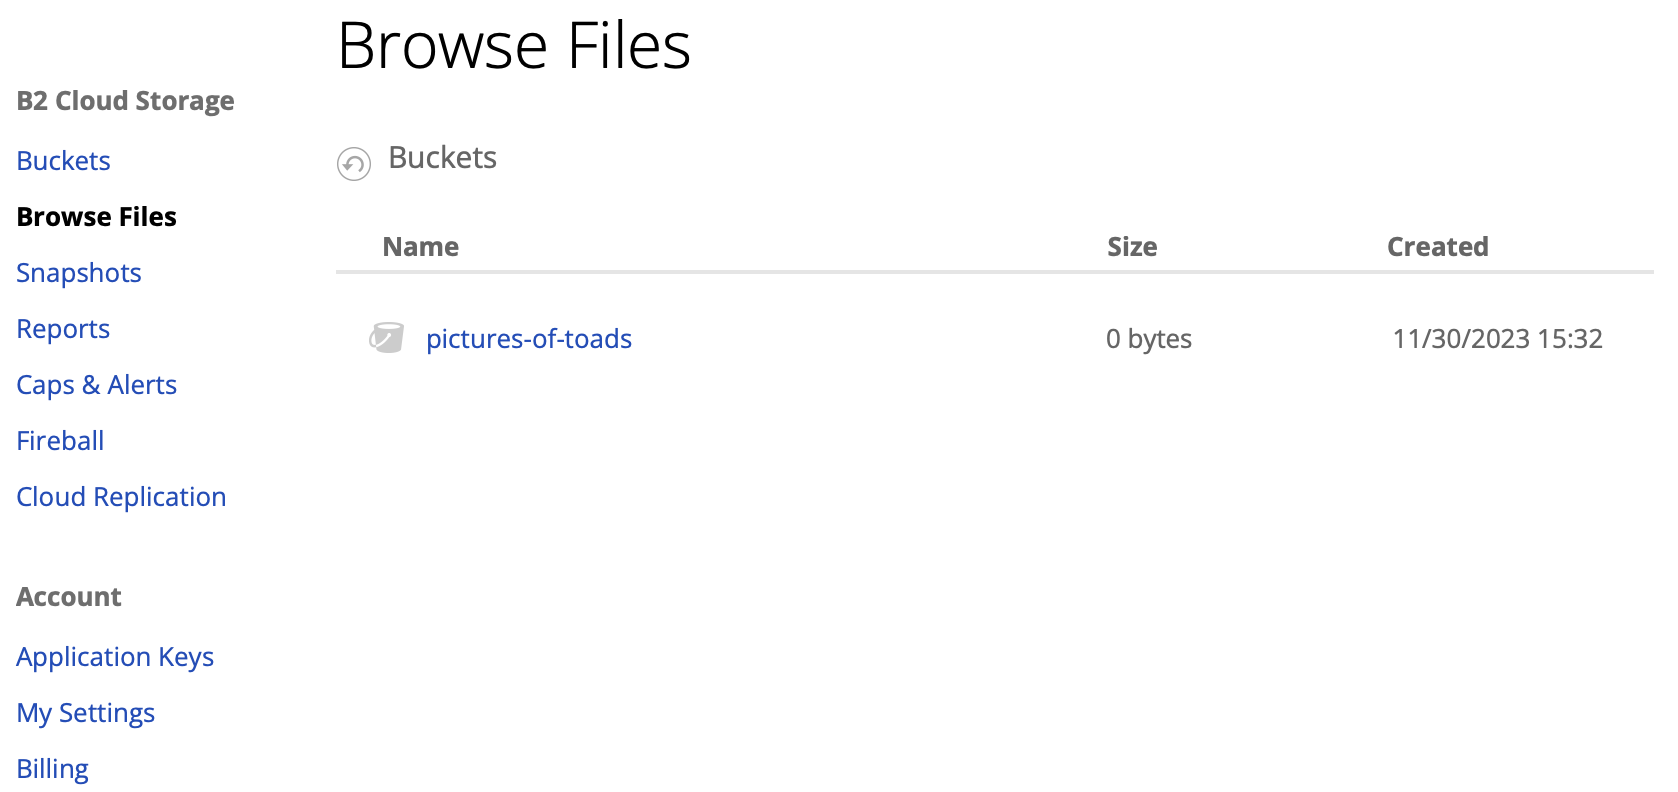 Browse Files
B2 Cloud Storage
Buckets
Browse Files
Snapshots
Reports
Caps & Alerts
Fireball
Cloud Replication
Account
Application Keys
My Settings
Billing
Buckets
Name Size Created
pictures-of-toads 0 bytes 11/30/2023 15:32